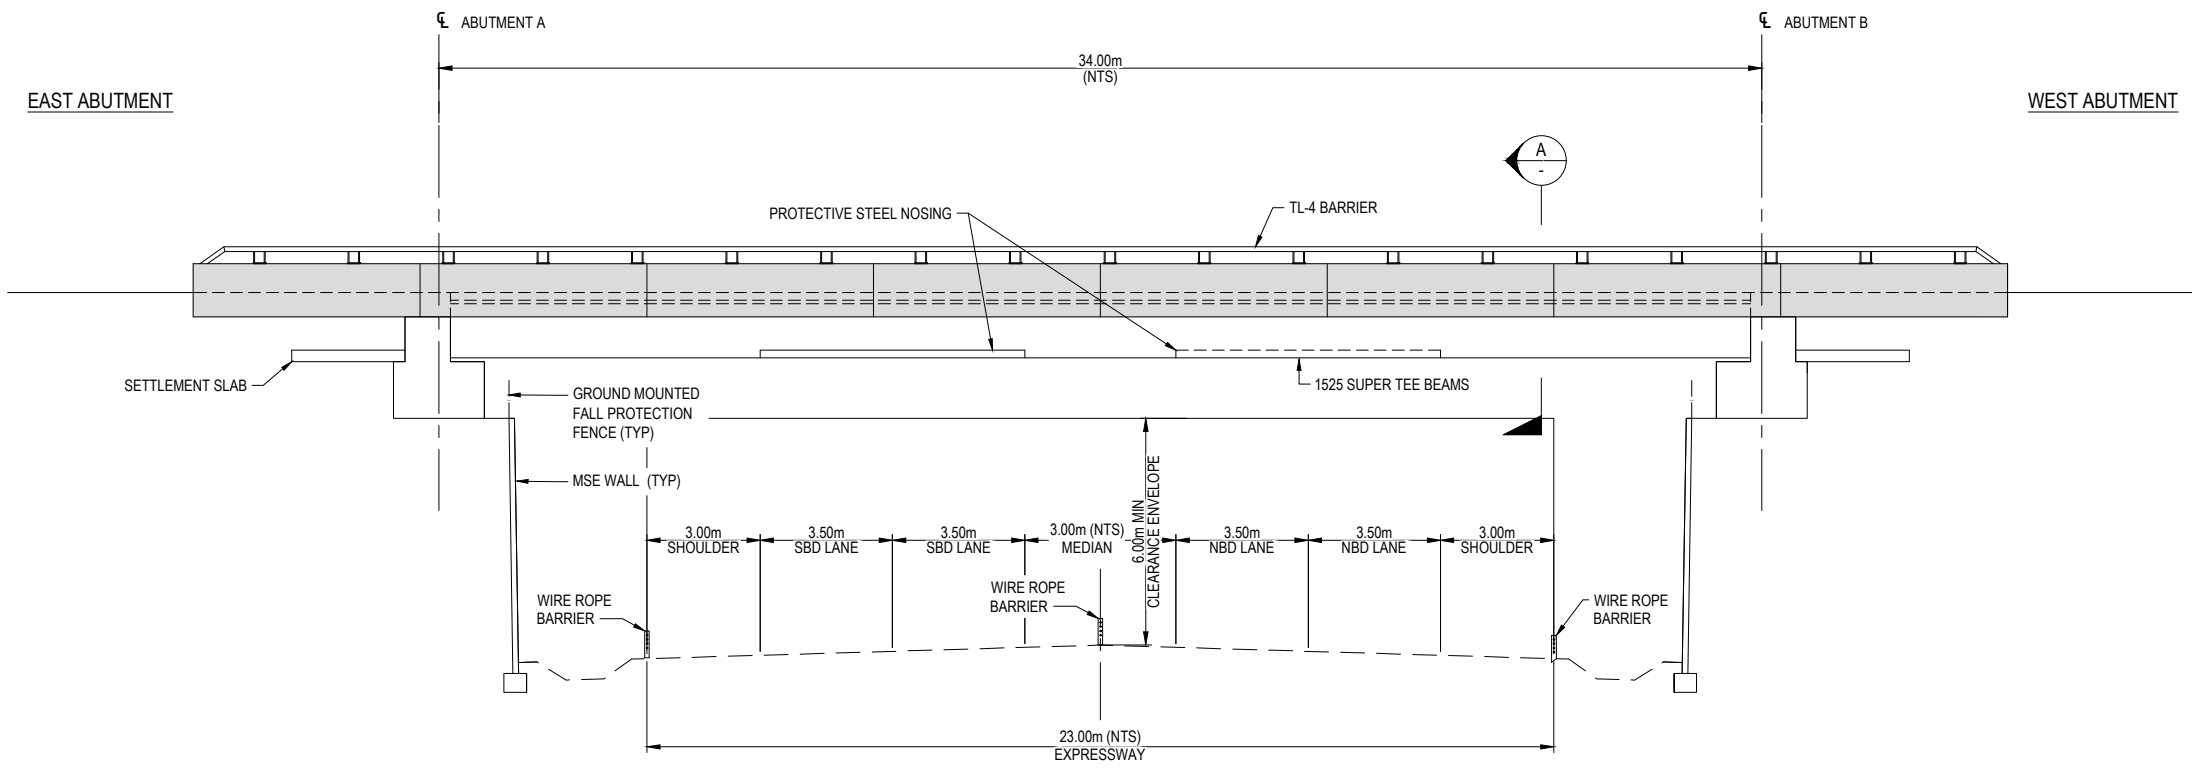 ℄ ABUTMENT A
℄ ABUTMENT B
34.00m
(NTS)
EAST ABUTMENT
WEST ABUTMENT
A
-
PROTECTIVE STEEL NOSING
TL-4 BARRIER
SETTLEMENT SLAB
1525 SUPER TEE BEAMS
GROUND MOUNTED
FALL PROTECTION
FENCE (TYP)
MSE WALL (TYP)
6.00m MIN
CLEARANCE ENVELOPE
3.00m
SHOULDER
3.50m
SBD LANE
3.50m
SBD LANE
3.00m (NTS)
MEDIAN
3.50m
NBD LANE
3.50m
NBD LANE
3.00m
SHOULDER
WIRE ROPE
BARRIER
WIRE ROPE
BARRIER
WIRE ROPE
BARRIER
23.00m (NTS)
EXPRESSWAY